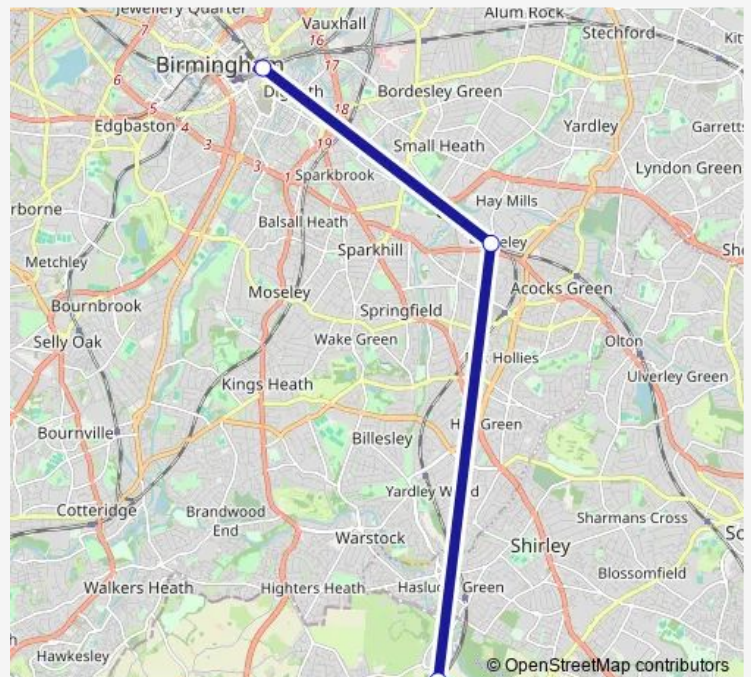 Jewellery Quarter
Vauxhall
Alum Rock
7
16
Stechford
Kit
Birmingham
17
6
Digbeth
18
Bordesley Green
5
Edgbaston
4
3
19
Small Heath
Yardley
Garretts
3
1
Sparkbrook
Lyndon Green
rborne
Hay Mills
Balsall Heath
Sparkhill
eley
She
Metchley
Moseley
Acocks Green
Bournbrook
Springfield
Selly Oak
Wake Green
Olton
Hollies
Ulverley Green
Kings Heath
H Green
Bournville
Billesley
Yardley W d
Cotteridge
Brandwood
End
Sharmans Cross
Warstock
Shirley
So
Blossomfield
Walkers Heath
Highters Heath
Hasluc Green
h
Hawkesley
© OpenStreetMap contributors